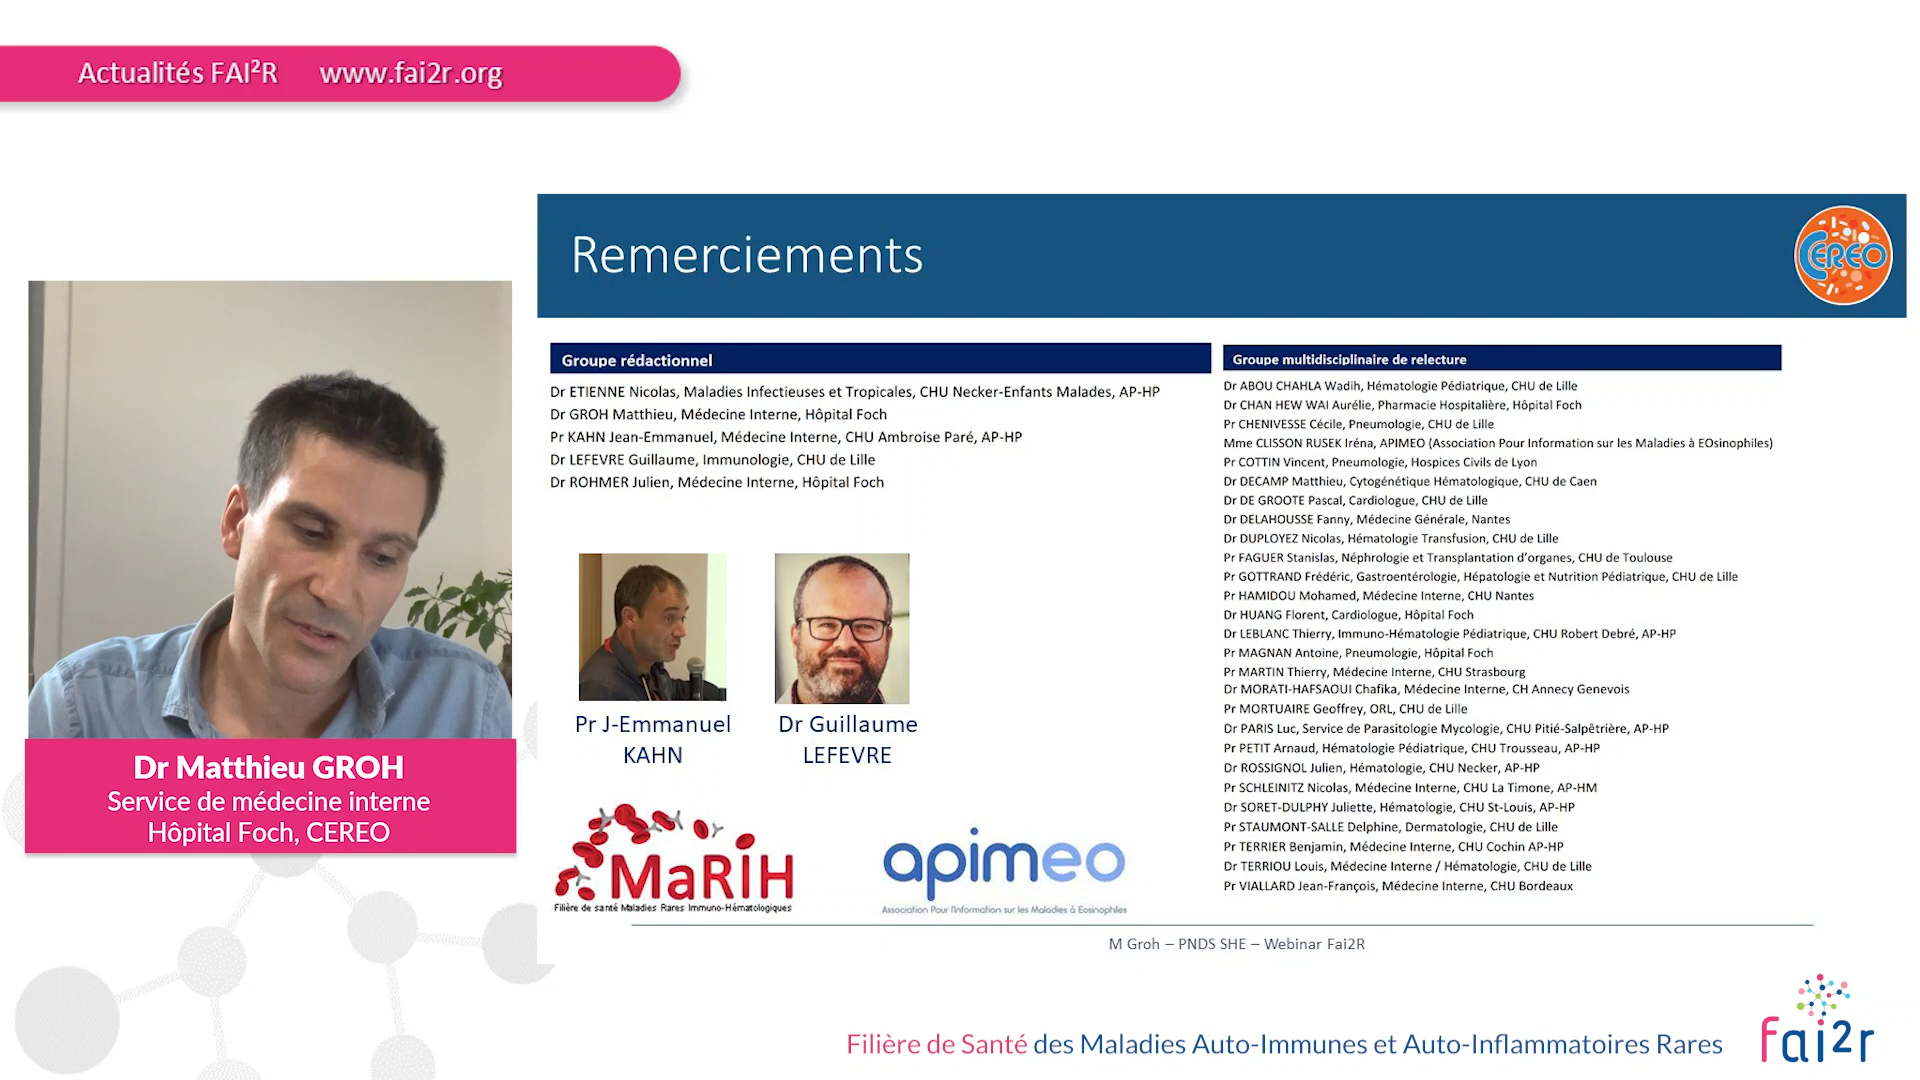 Actualités FAI²R www.fai2r.org
Remerciements
CEREO
Groupe rédactionnel
Dr ETIENNE Nicolas, Maladies Infectieuses et Tropicales, CHU Necker-Enfants Malades, AP-HP
Dr GROH Matthieu, Médecine Interne, Hôpital Foch
Pr KAHN Jean-Emmanuel, Médecine Interne, CHU Ambroise Paré, AP-HP
Dr LEFEVRE Guillaume, Immunologie, CHU de Lille
Dr ROHMER Julien, Médecine Interne, Hôpital Foch
Pr J-Emmanuel
KAHN
Dr Guillaume
LEFEVRE
MaRIH
Filière de santé Maladies Rares Immuno-Hématologiques
apimeo
Association Pour l'Information sur les Maladies à Eosinophiles
Groupe multidisciplinaire de relecture
Dr ABOU CHAHLA Wadih, Hématologie Pédiatrique, CHU de Lille
Dr CHAN HEW WAI Aurélie, Pharmacie Hospitalière, Hôpital Foch
Pr CHENIVESSE Cécile, Pneumologie, CHU de Lille
Mme CLISSON RUSEK Iréna, APIMEO (Association Pour Information sur les Maladies à EOsinophiles)
Pr COTTIN Vincent, Pneumologie, Hospices Civils de Lyon
Dr DECAMP Matthieu, Cytogénétique Hématologique, CHU de Caen
Dr DE GROOTE Pascal, Cardiologue, CHU de Lille
Dr DELAHOUSSE Fanny, Médecine Générale, Nantes
Dr DUPLOYEZ Nicolas, Hématologie Transfusion, CHU de Lille
Pr FAGUER Stanislas, Néphrologie et Transplantation d'organes, CHU de Toulouse
Pr GOTTRAND Frédéric, Gastroentérologie, Hépatologie et Nutrition Pédiatrique, CHU de Lille
Pr HAMIDOU Mohamed, Médecine Interne, CHU Nantes
Dr HUANG Florent, Cardiologue, Hôpital Foch
Dr LEBLANC Thierry, Immuno-Hématologie Pédiatrique, CHU Robert Debré, AP-HP
Pr MAGNAN Antoine, Pneumologie, Hôpital Foch
Pr MARTIN Thierry, Médecine Interne, CHU Strasbourg
Dr MORATI-HAFSAOUI Chafika, Médecine Interne, CH Annecy Genevois
Pr MORTUAIRE Geoffrey, ORL, CHU de Lille
Dr PARIS Luc, Service de Parasitologie Mycologie, CHU Pitié-Salpêtrière, AP-HP
Pr PETIT Arnaud, Hématologie Pédiatrique, CHU Trousseau, AP-HP
Dr ROSSIGNOL Julien, Hématologie, CHU Necker, AP-HP
Pr SCHLEINITZ Nicolas, Médecine Interne, CHU La Timone, AP-HM
Dr SORET-DULPHY Juliette, Hématologie, CHU St-Louis, AP-HP
Pr STAUMONT-SALLE Delphine, Dermatologie, CHU de Lille
Pr TERRIER Benjamin, Médecine Interne, CHU Cochin AP-HP
Dr TERRIOU Louis, Médecine Interne / Hématologie, CHU de Lille
Pr VIALLARD Jean-François, Médecine Interne, CHU Bordeaux
M Groh – PNDS SHE – Webinar Fai2R
Dr Matthieu GROH
Service de médecine interne
Hôpital Foch, CEREO
Filière de Santé des Maladies Auto-Immunes et Auto-Inflammatoires Rares
fai2r